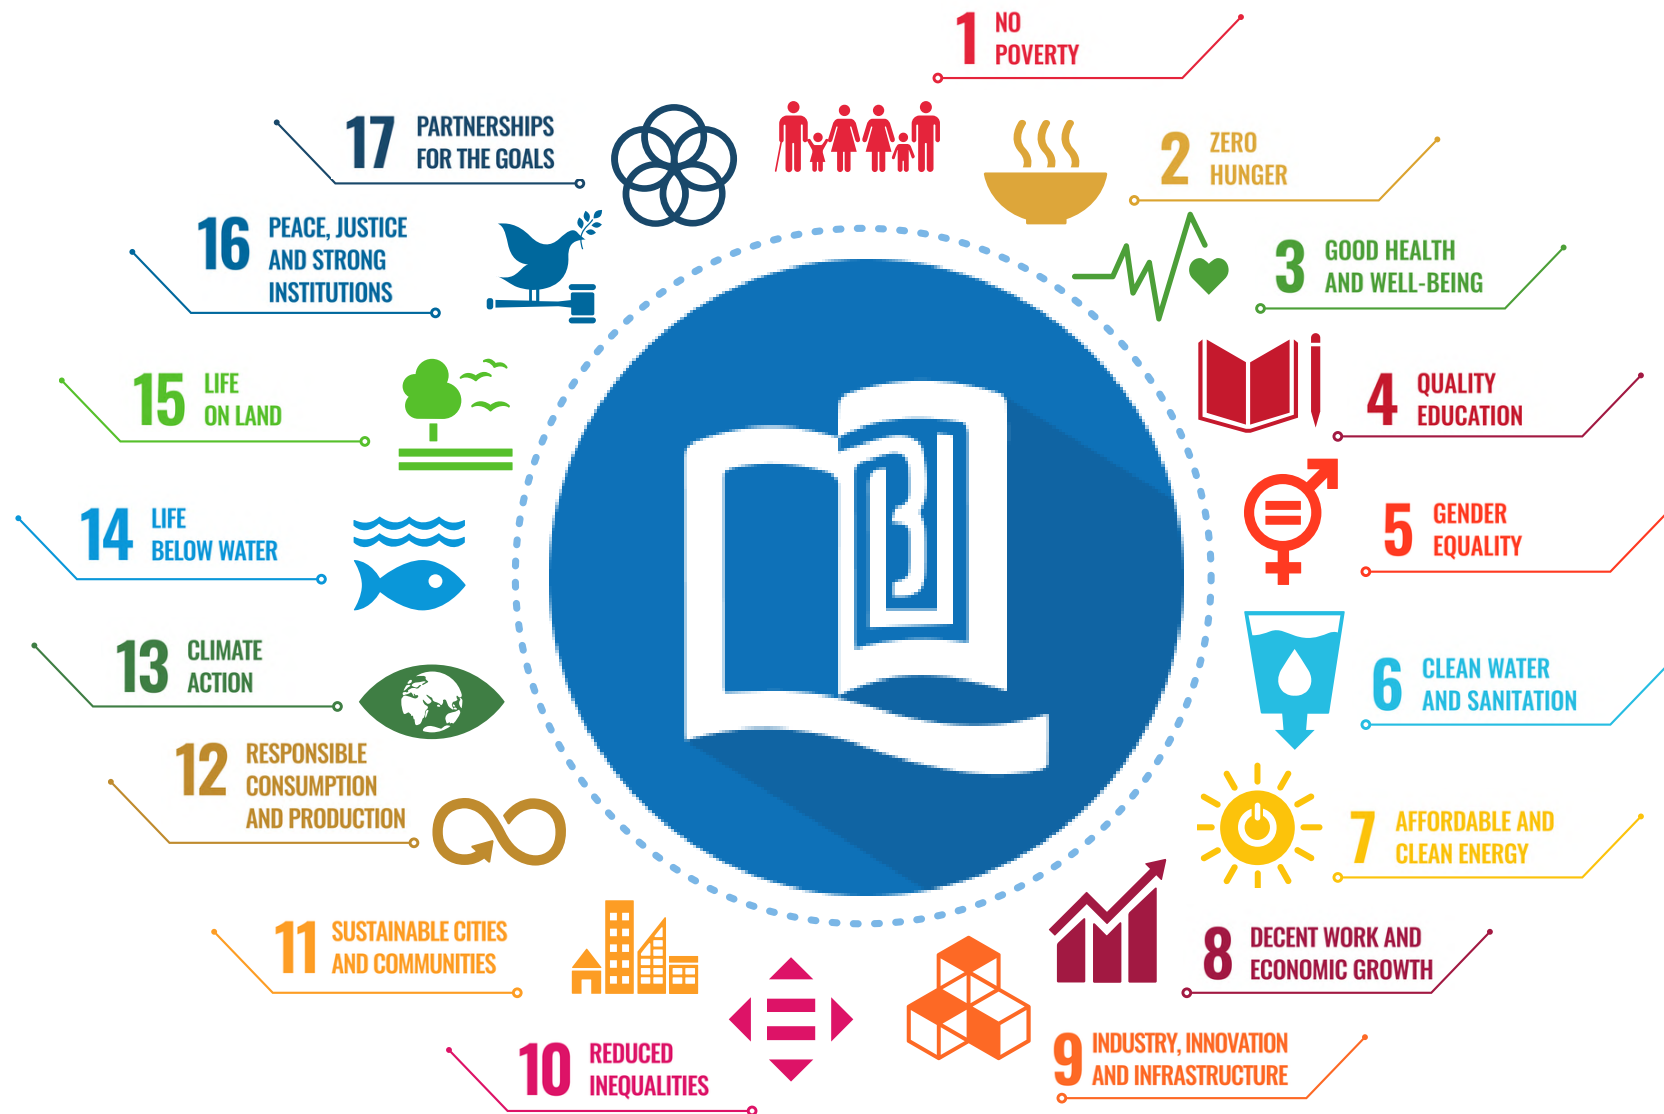 1 NO
POVERTY
2 ZERO
HUNGER
3 GOOD HEALTH
AND WELL-BEING
4 QUALITY
EDUCATION
5 GENDER
EQUALITY
6 CLEAN WATER
AND SANITATION
7 AFFORDABLE AND
CLEAN ENERGY
8 DECENT WORK AND
ECONOMIC GROWTH
9 INDUSTRY, INNOVATION
AND INFRASTRUCTURE
10 REDUCED
INEQUALITIES
11 SUSTAINABLE CITIES
AND COMMUNITIES
12 RESPONSIBLE
CONSUMPTION
AND PRODUCTION
13 CLIMATE
ACTION
14 LIFE
BELOW WATER
15 LIFE
ON LAND
16 PEACE, JUSTICE
AND STRONG
INSTITUTIONS
17 PARTNERSHIPS
FOR THE GOALS